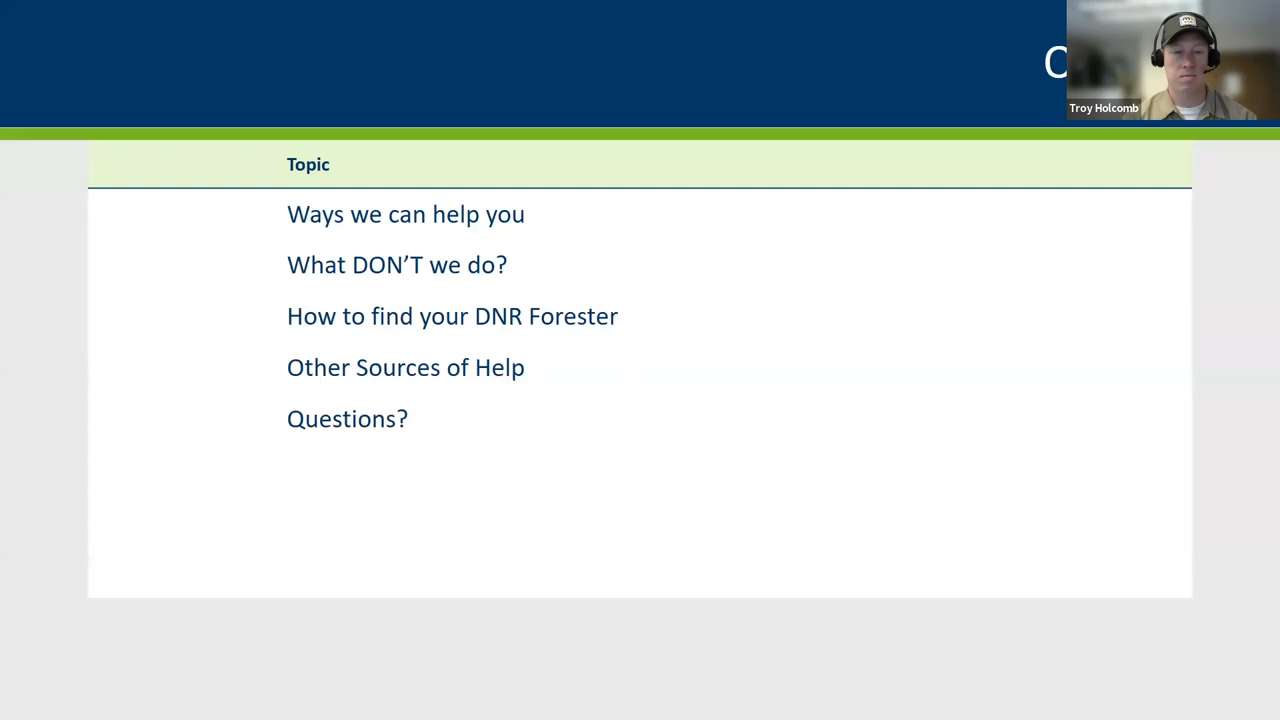 Troy Holcomb
Topic
Ways we can help you
What DON’T we do?
How to find your DNR Forester
Other Sources of Help
Questions?